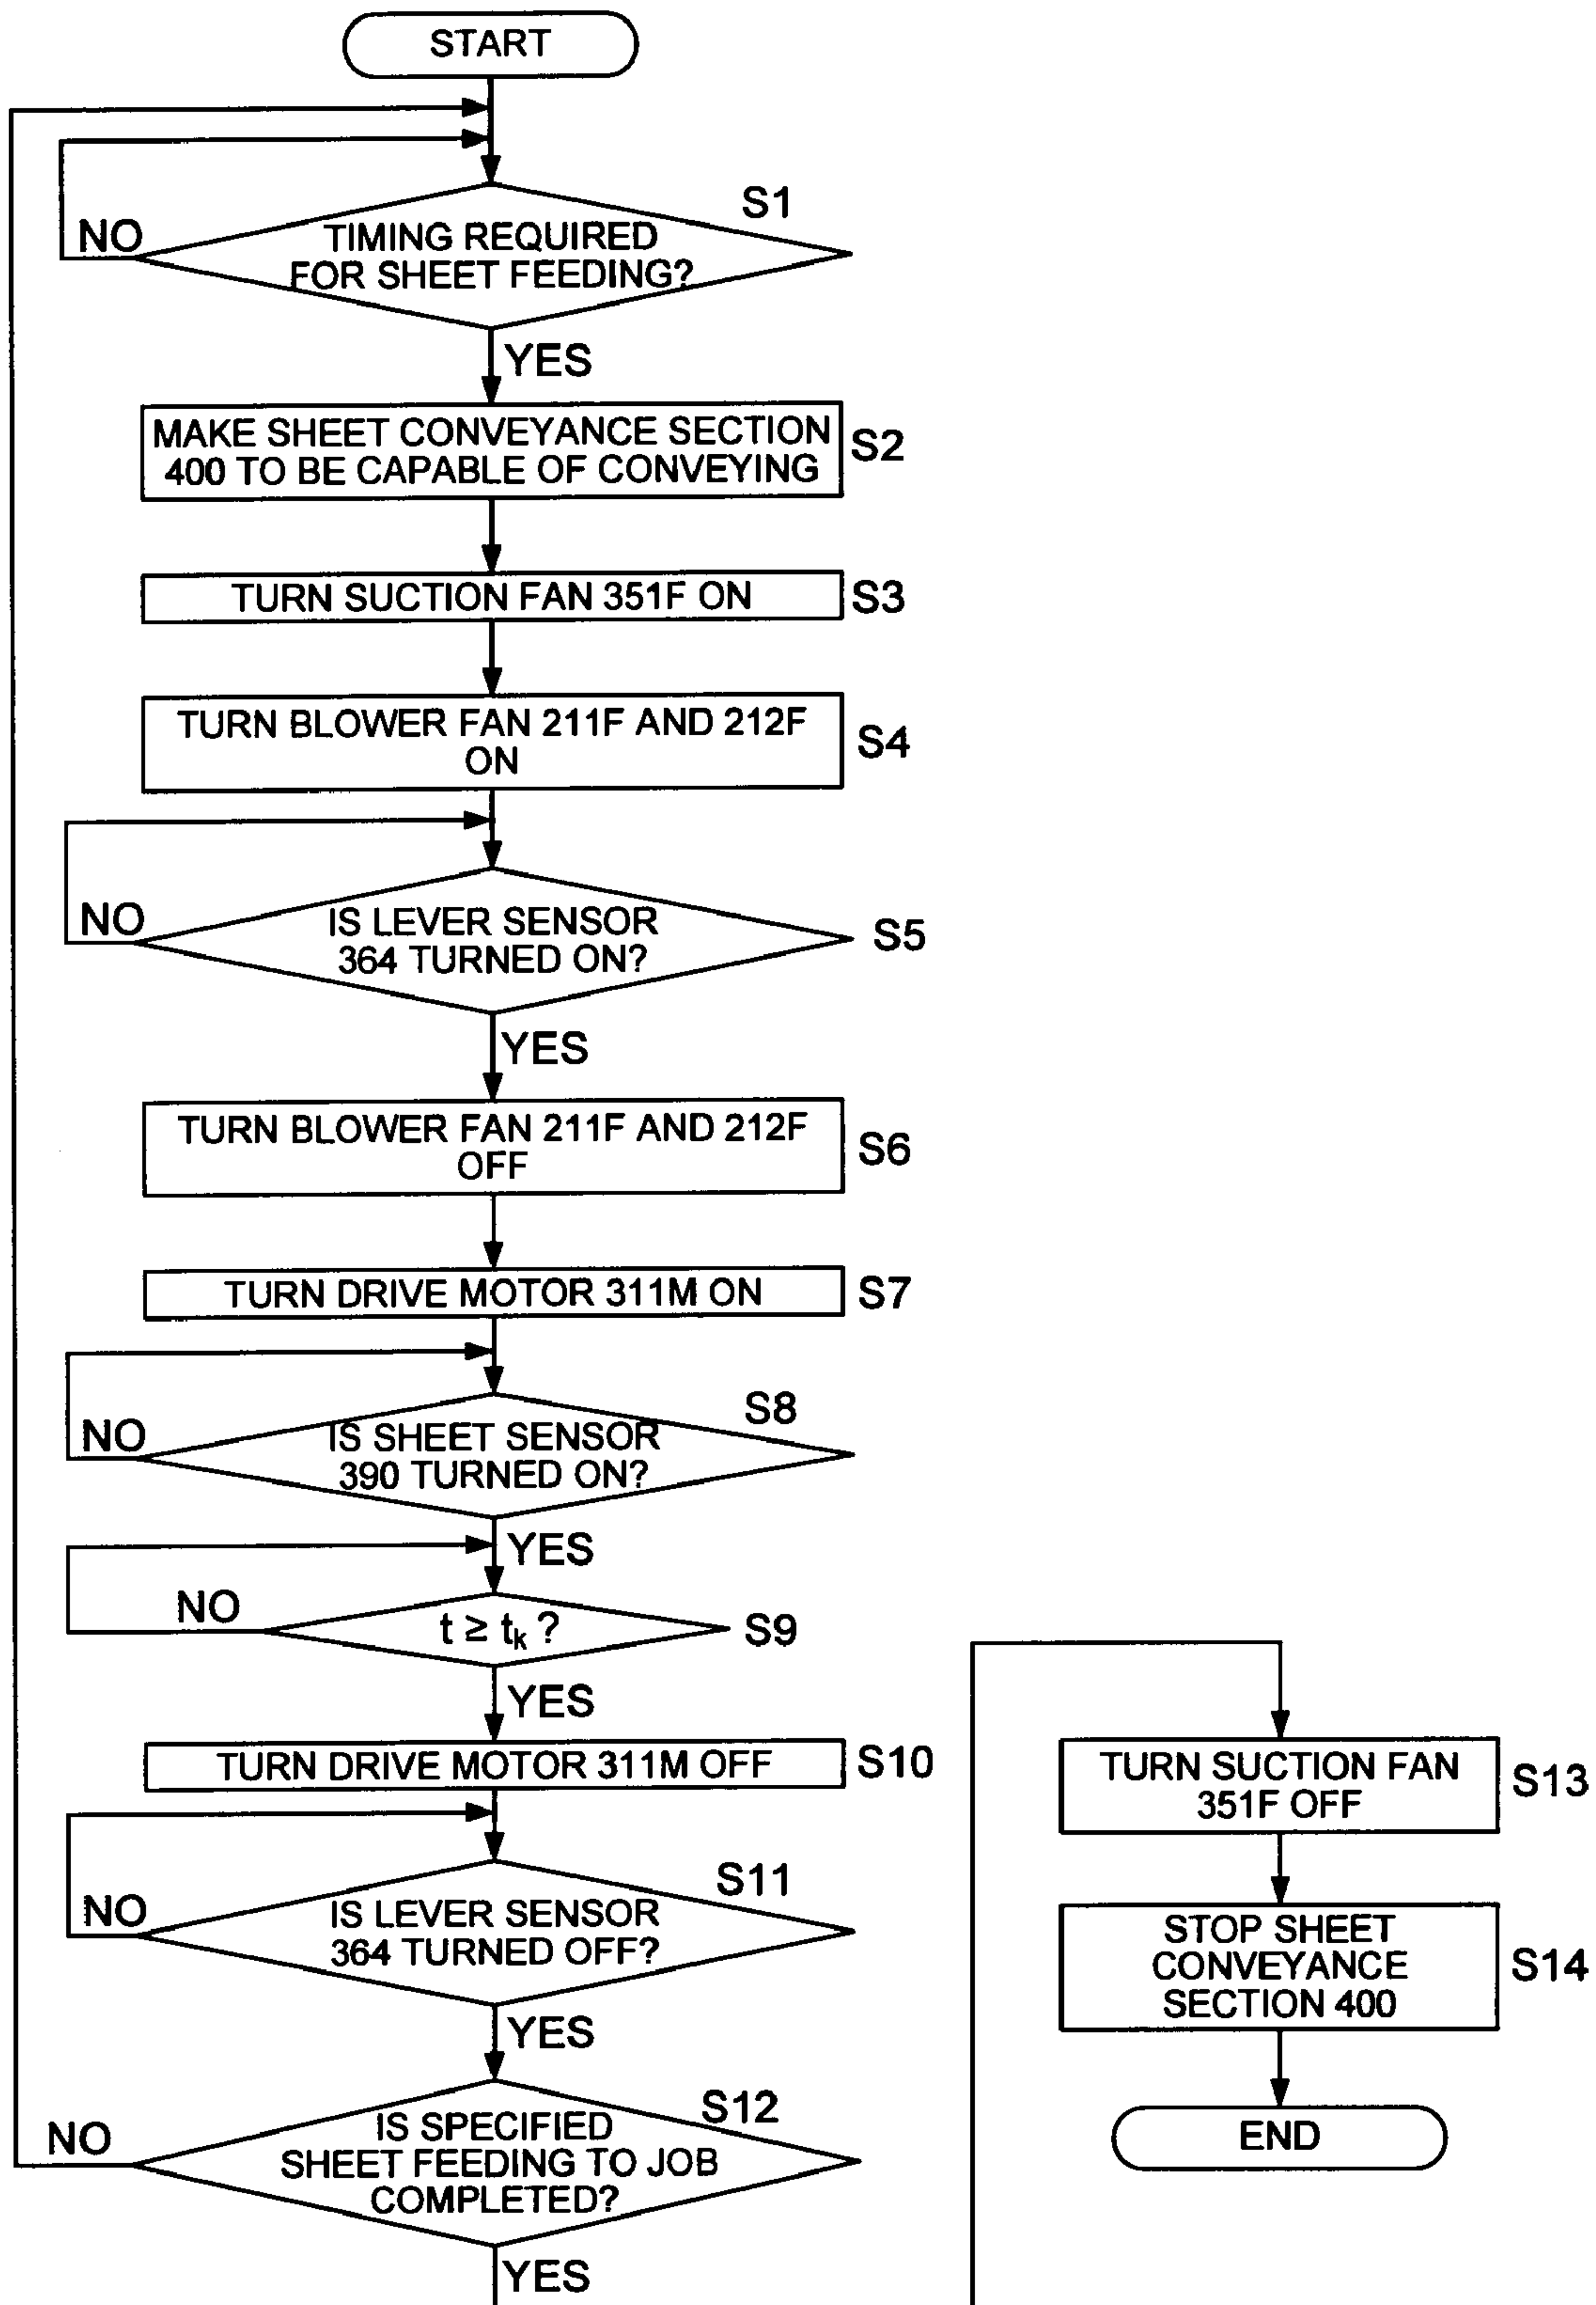 START
S1
NO
TIMING REQUIRED
FOR SHEET FEEDING?
YES
MAKE SHEET CONVEYANCE SECTION
400 TO BE CAPABLE OF CONVEYING
S2
TURN SUCTION FAN 351F ON
S3
TURN BLOWER FAN 211F AND 212F
ON
S4
NO
IS LEVER SENSOR
364 TURNED ON?
S5
YES
TURN BLOWER FAN 211F AND 212F
OFF
S6
TURN DRIVE MOTOR 311M ON
S7
S8
NO
IS SHEET SENSOR
390 TURNED ON?
YES
NO
t ≥ tₖ ?
S9
YES
TURN DRIVE MOTOR 311M OFF
S10
S11
NO
IS LEVER SENSOR
364 TURNED OFF?
YES
S12
NO
IS SPECIFIED
SHEET FEEDING TO JOB
COMPLETED?
YES
TURN SUCTION FAN
351F OFF
S13
STOP SHEET
CONVEYANCE
SECTION 400
S14
END